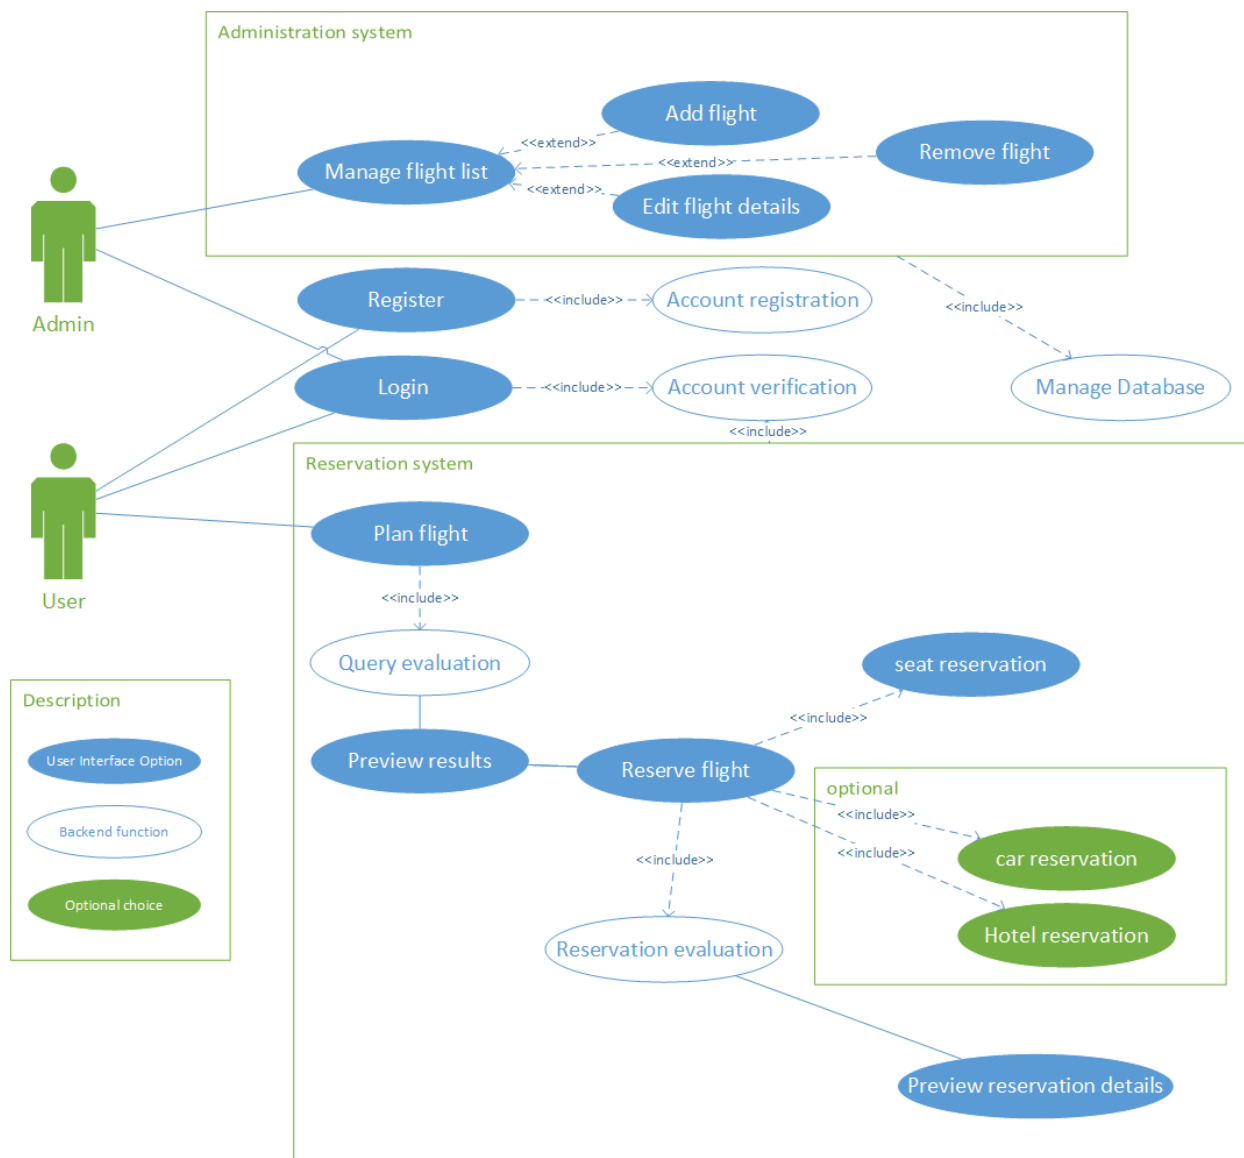 Administration system
Add flight
<<extend>>
Remove flight
Manage flight list
<<extend>>
<<extend>>
Edit flight details
Admin
Register
<<include>>
Account registration
<<include>>
Login
<<include>>
Account verification
Manage Database
<<include>>
Reservation system
Plan flight
<<include>>
User
Query evaluation
seat reservation
Description
<<include>>
User Interface Option
Preview results
Reserve flight
optional
<<include>>
Backend function
<<include>>
<<include>>
car reservation
Optional choice
Hotel reservation
Reservation evaluation
Preview reservation details